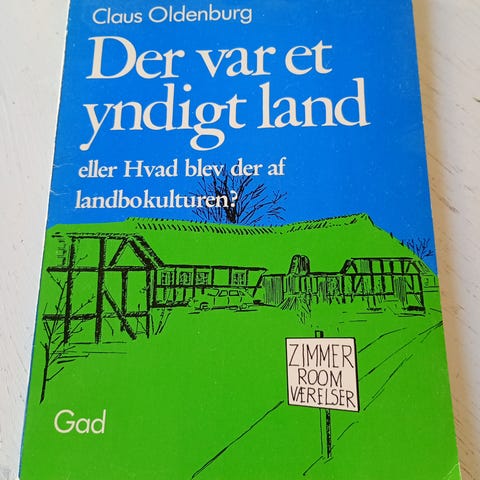 Claus Oldenburg
Der var et
yndigt land
eller Hvad blev der af
landbokulturen?
ZIMMER
ROOM
VÆRELSER
Gad